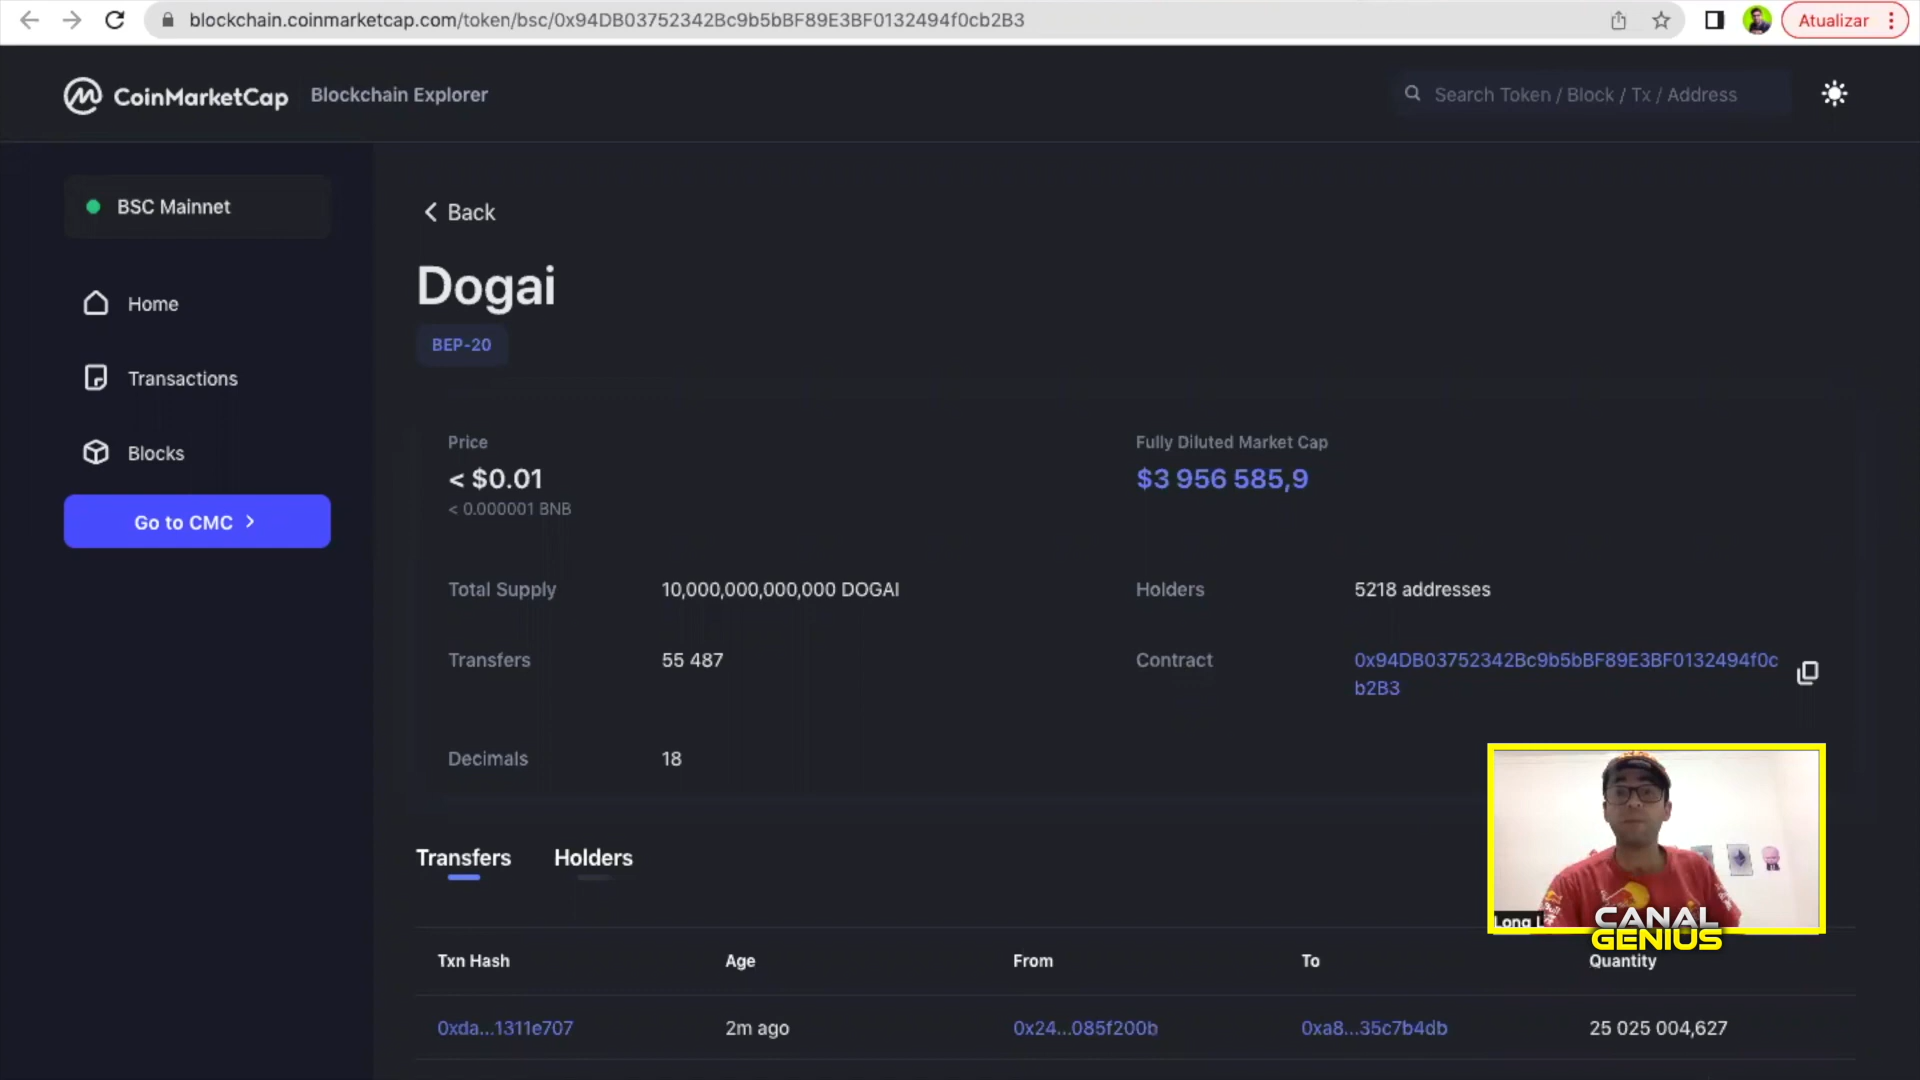 blockchain.coinmarketcap.com/token/bsc/0x94DB03752342Bc9b5bBF89E3BF0132494f0cb2B3
Atualizar
CoinMarketCap Blockchain Explorer
Search Token / Block / Tx / Address
BSC Mainnet
Home
Transactions
Blocks
Go to CMC
Back
Dogai
BEP-20
Price
< $0.01
< 0.000001 BNB
Fully Diluted Market Cap
$3 956 585,9
Total Supply 10,000,000,000,000 DOGAI
Holders 5218 addresses
Transfers 55 487
Contract 0x94DB03752342Bc9b5bBF89E3BF0132494f0c
b2B3
Decimals 18
Long
CANAL
GENIUS
Transfers Holders
Txn Hash Age From To Quantity
0xda...1311e707 2m ago 0x24...085f200b 0xa8...35c7b4db 25 025 004,627